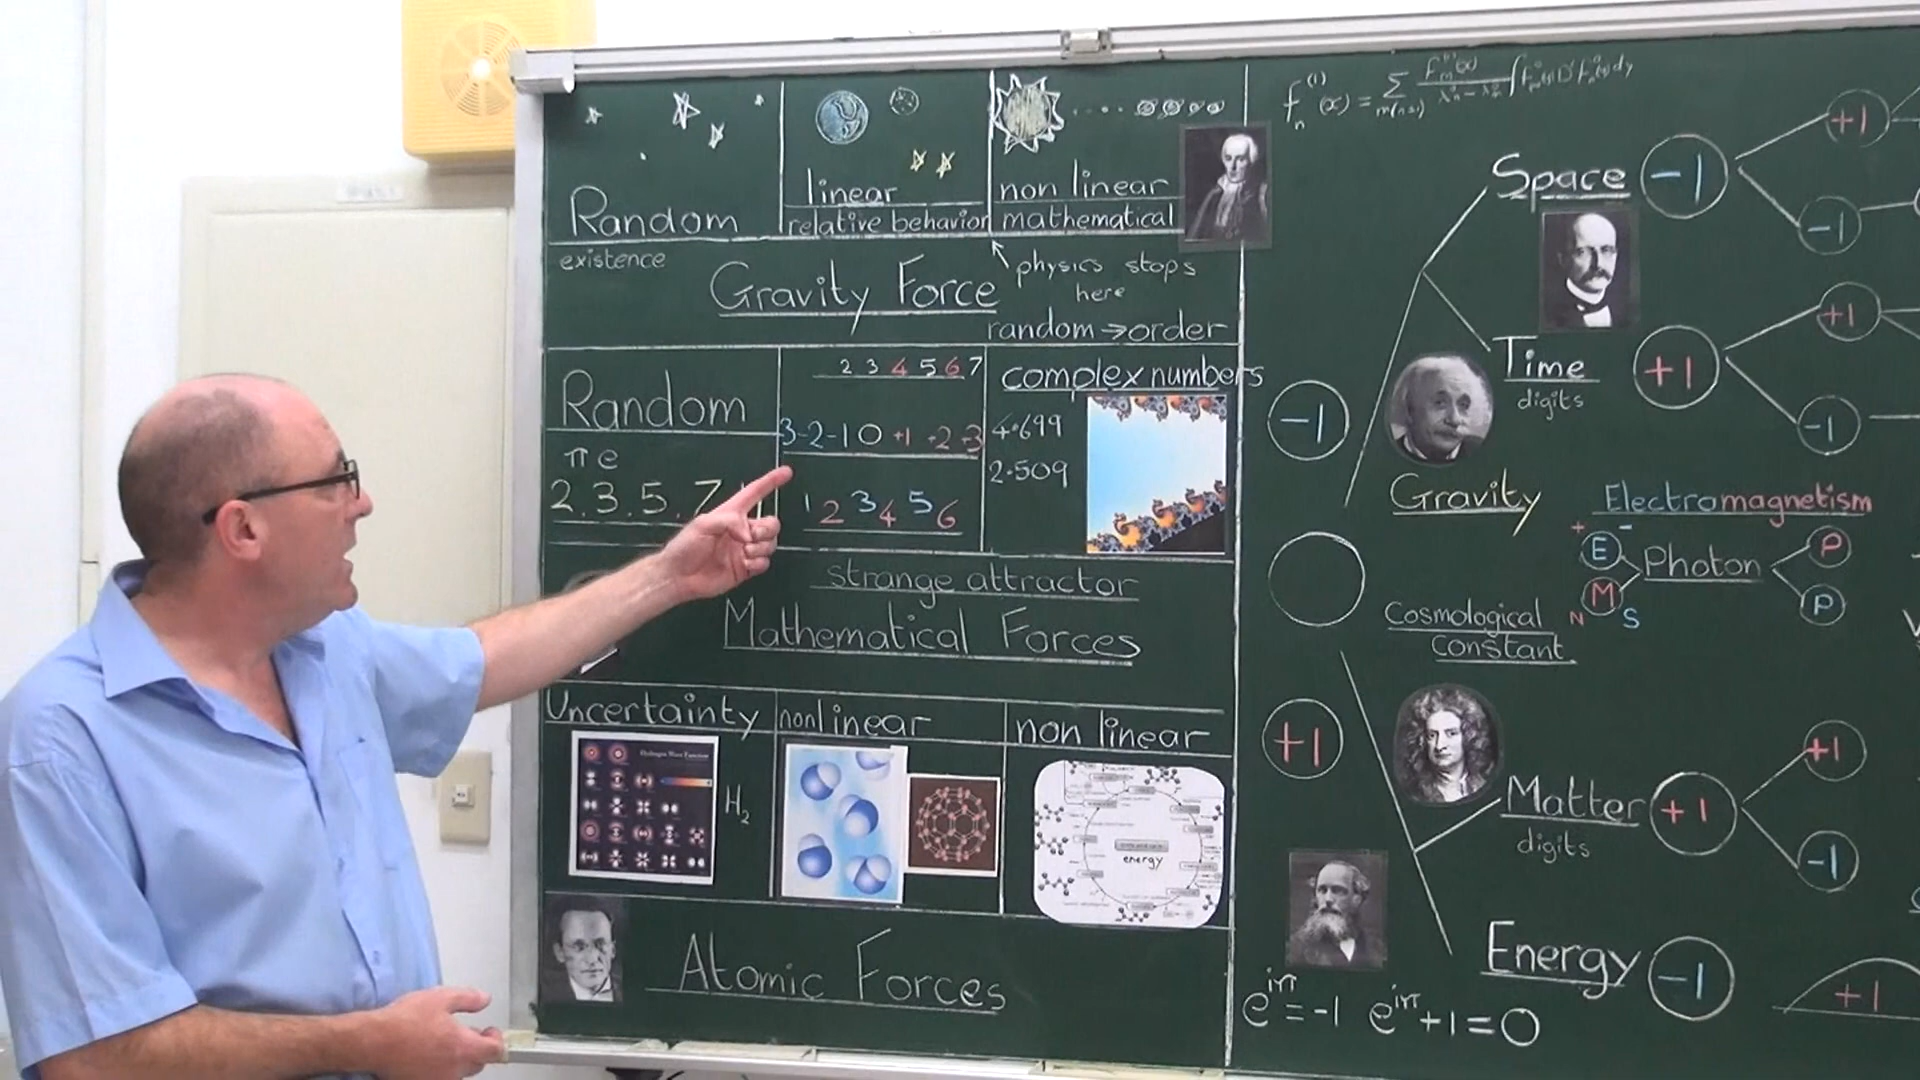 Random
existence
linear
relative behavior
non linear
mathematical
physics stops
here
Gravity Force
random → order
Random
π e
2.3.5.7
2 3 4 5 6 7
3-2-1 0 +1 +2 +3
1 2 3 4 5 6
complex numbers
4.699
2.509
strange attractor
Mathematical Forces
Uncertainty
nonlinear
non linear
H2
energy
Atomic Forces
Space
-1
+1
-1
Time
digits
+1
+1
-1
-1
Gravity
Electromagnetism
+ -
E
M
N S
Photon
P
P
Cosmological
constant
+1
Matter
digits
+1
+1
-1
Energy
-1
+1
e^iπ=-1 e^iπ+1=0